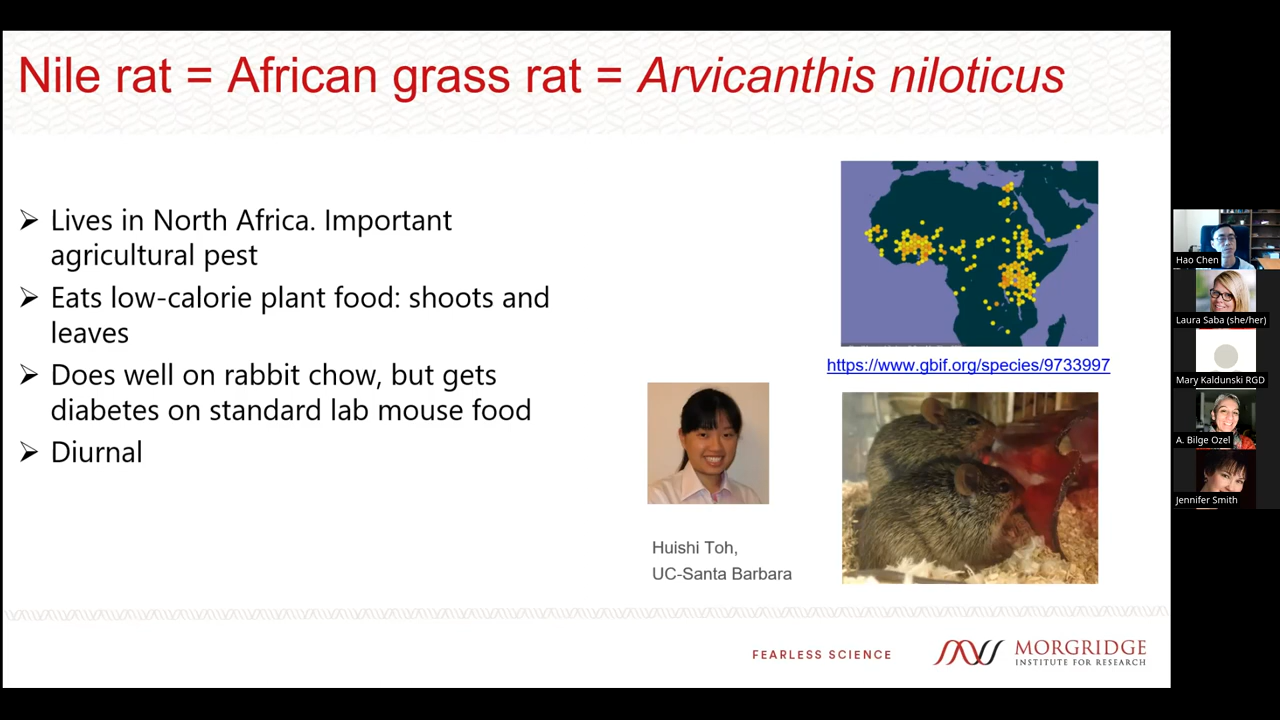 Nile rat = African grass rat = Arvicanthis niloticus
Lives in North Africa. Important
agricultural pest
Eats low-calorie plant food: shoots and
leaves
Does well on rabbit chow, but gets
diabetes on standard lab mouse food
Diurnal
https://www.gbif.org/species/9733997
Huishi Toh,
UC-Santa Barbara
FEARLESS SCIENCE
MORGRIDGE
INSTITUTE FOR RESEARCH
Hao Chen
Laura Saba (she/her)
Mary Kaldunski RGD
A. Bilge Ozel
Jennifer Smith